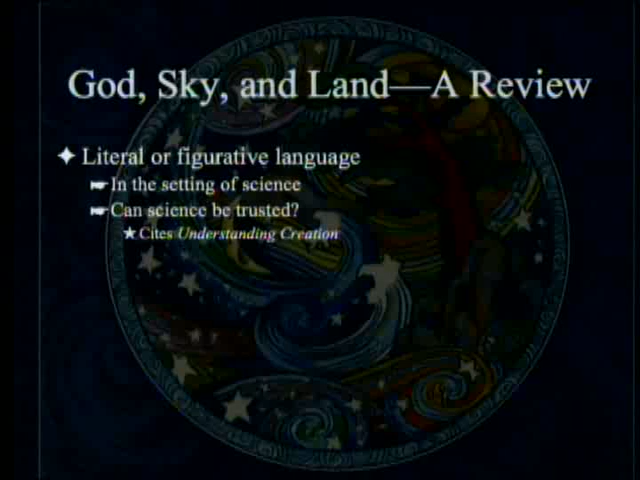 God, Sky, and Land—A Review
Literal or figurative language
In the setting of science
Can science be trusted?
Cites Understanding Creation